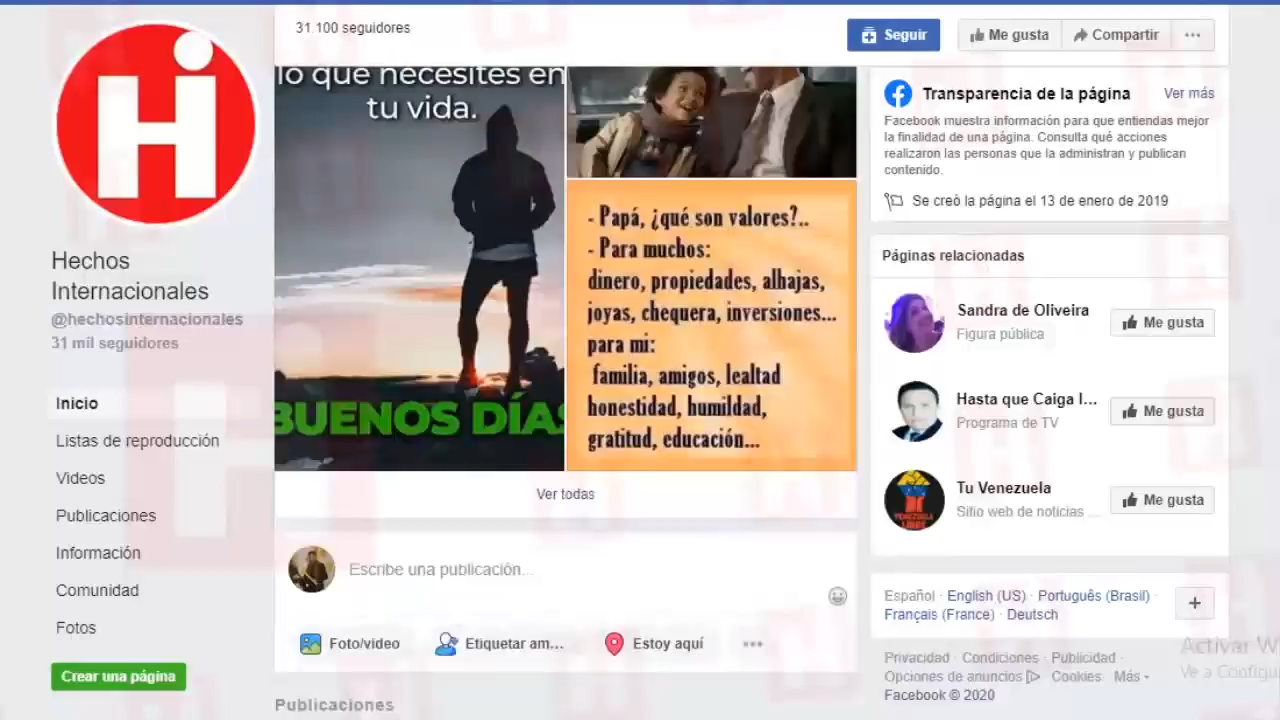 31.100 seguidores
Seguir
Me gusta
Compartir
Hi
Hechos
Internacionales
@hechosinternacionales
31 mil seguidores
Inicio
Listas de reproducción
Videos
Publicaciones
Información
Comunidad
Fotos
Crear una página
lo que necesites en
tu vida.
BUENOS DÍAS
- Papá, ¿qué son valores?..
- Para muchos:
dinero, propiedades, alhajas,
joyas, chequera, inversiones...
para mi:
familia, amigos, lealtad
honestidad, humildad,
gratitud, educación...
Ver todas
Escribe una publicación...
Foto/video
Etiquetar am...
Estoy aquí
Publicaciones
Transparencia de la página
Ver más
Facebook muestra información para que entiendas mejor
la finalidad de una página. Consulta qué acciones
realizaron las personas que la administran y publican
contenido.
Se creó la página el 13 de enero de 2019
Páginas relacionadas
Sandra de Oliveira
Figura pública
Me gusta
Hasta que Caiga l...
Programa de TV
Me gusta
Tu Venezuela
Sitio web de noticias ...
Me gusta
VENEZUELA
LIBRE
Español · English (US) · Português (Brasil) ·
Français (France) · Deutsch
Privacidad · Condiciones · Publicidad ·
Opciones de anuncios · Cookies · Más
Facebook © 2020
Activar W
Ve a Configu